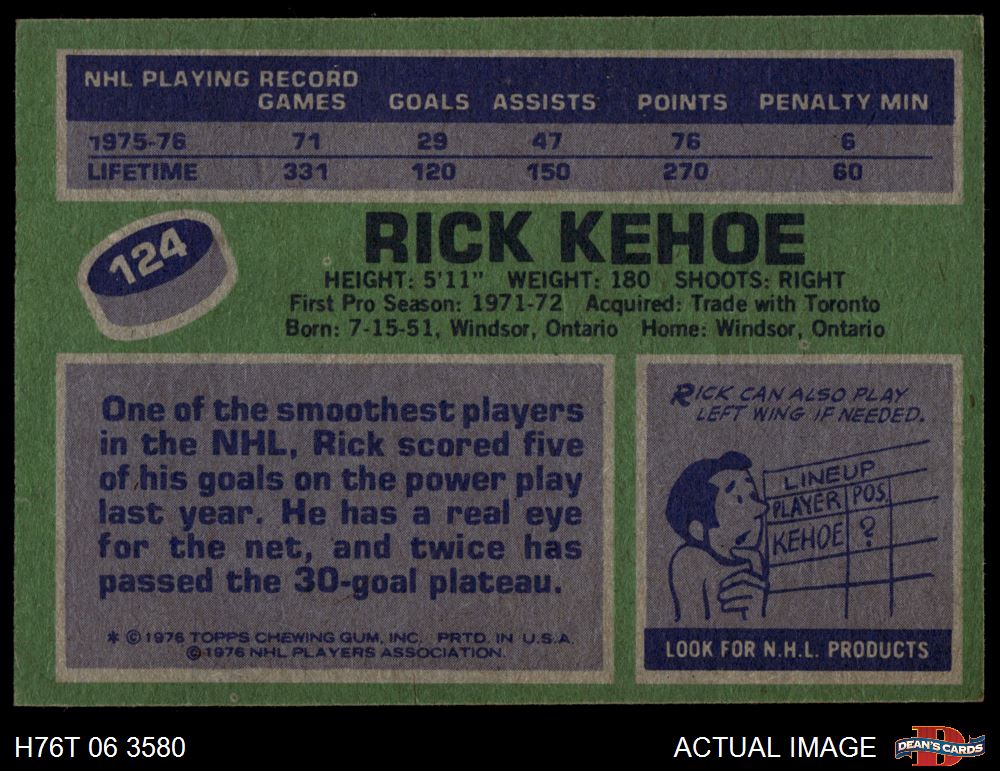 NHL PLAYING RECORD
GAMES GOALS ASSISTS POINTS PENALTY MIN
1975-76 71 29 47 76 6
LIFETIME 331 120 150 270 60
124
RICK KEHOE
HEIGHT: 5'11" WEIGHT: 180 SHOOTS: RIGHT
First Pro Season: 1971-72 Acquired: Trade with Toronto
Born: 7-15-51, Windsor, Ontario Home: Windsor, Ontario
One of the smoothest players
in the NHL, Rick scored five
of his goals on the power play
last year. He has a real eye
for the net, and twice has
passed the 30-goal plateau.
* © 1976 TOPPS CHEWING GUM, INC. PRTD. IN U.S.A.
© 1976 NHL PLAYERS ASSOCIATION.
RICK CAN ALSO PLAY
LEFT WING IF NEEDED.
LINEUP
PLAYER POS.
KEHOE ?
LOOK FOR N.H.L. PRODUCTS
H76T 06 3580
ACTUAL IMAGE
D
DEAN'S CARDS